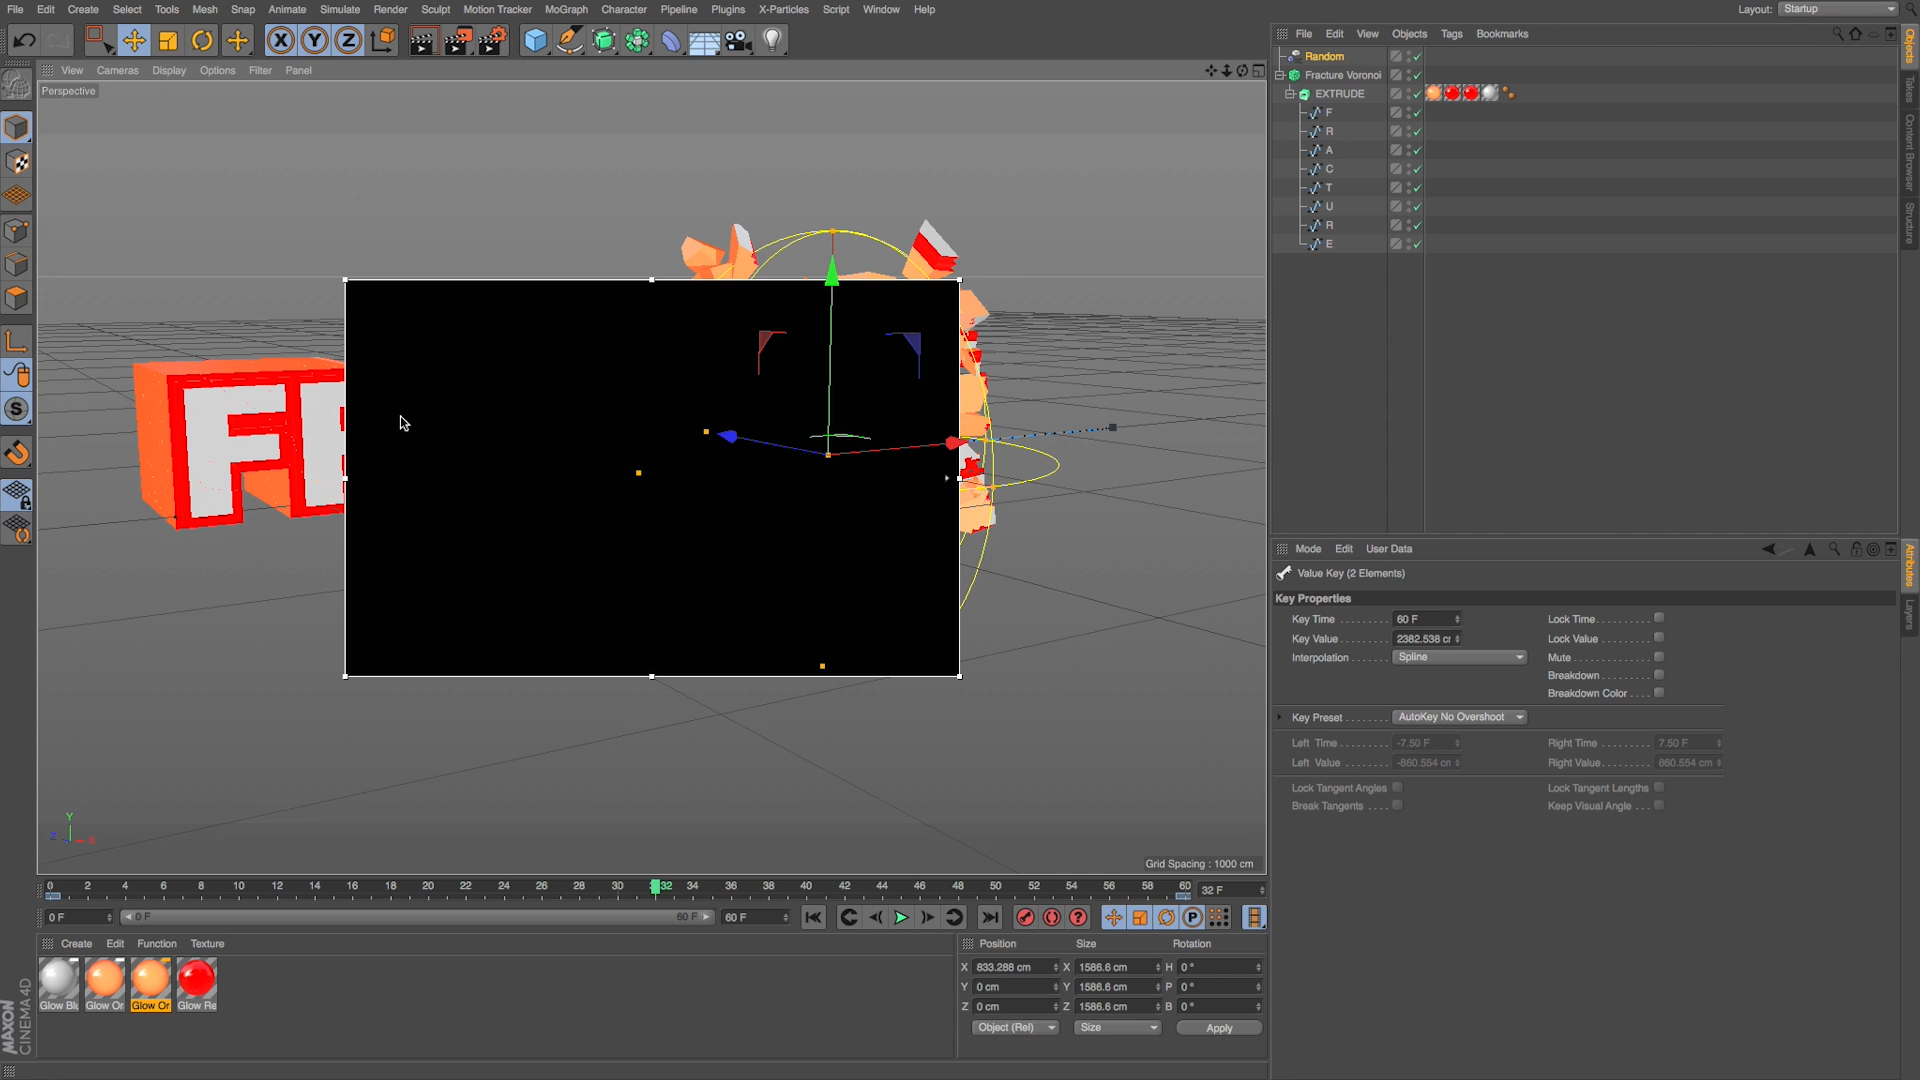 File Edit Create Select Tools Mesh Snap Animate Simulate Render Sculpt Motion Tracker MoGraph Character Pipeline Plugins X-Particles Script Window Help Layout: Startup
File Edit View Objects Tags Bookmarks
View Cameras Display Options Filter Panel
Perspective
Random
Fracture Voronoi
EXTRUDE
F
R
A
C
T
U
R
E
Objects
Takes
Content Browser
Structure
F
Mode Edit User Data
Value Key (2 Elements)
Key Properties
Key Time 60 F Lock Time
Key Value 2382.538 cr Lock Value
Interpolation Spline Mute
Breakdown
Breakdown Color
Key Preset AutoKey No Overshoot
Left Time -7.50 F Right Time 7.50 F
Left Value -860.554 cn Right Value 860.554 cm
Lock Tangent Angles Lock Tangent Lengths
Break Tangents Keep Visual Angle
Attributes
Layers
Y
Z X
Grid Spacing : 1000 cm
0 2 4 6 8 10 12 14 16 18 20 22 24 26 28 30 32 34 36 38 40 42 44 46 48 50 52 54 56 58 60 32 F
0 F 0 F 60 F 60 F
Create Edit Function Texture
Glow Blu Glow Or Glow Or Glow Re
Position Size Rotation
X 833.288 cm X 1586.6 cm H 0 °
Y 0 cm Y 1586.6 cm P 0 °
Z 0 cm Z 1586.6 cm B 0 °
Object (Rel) Size Apply
MAXON
CINEMA 4D